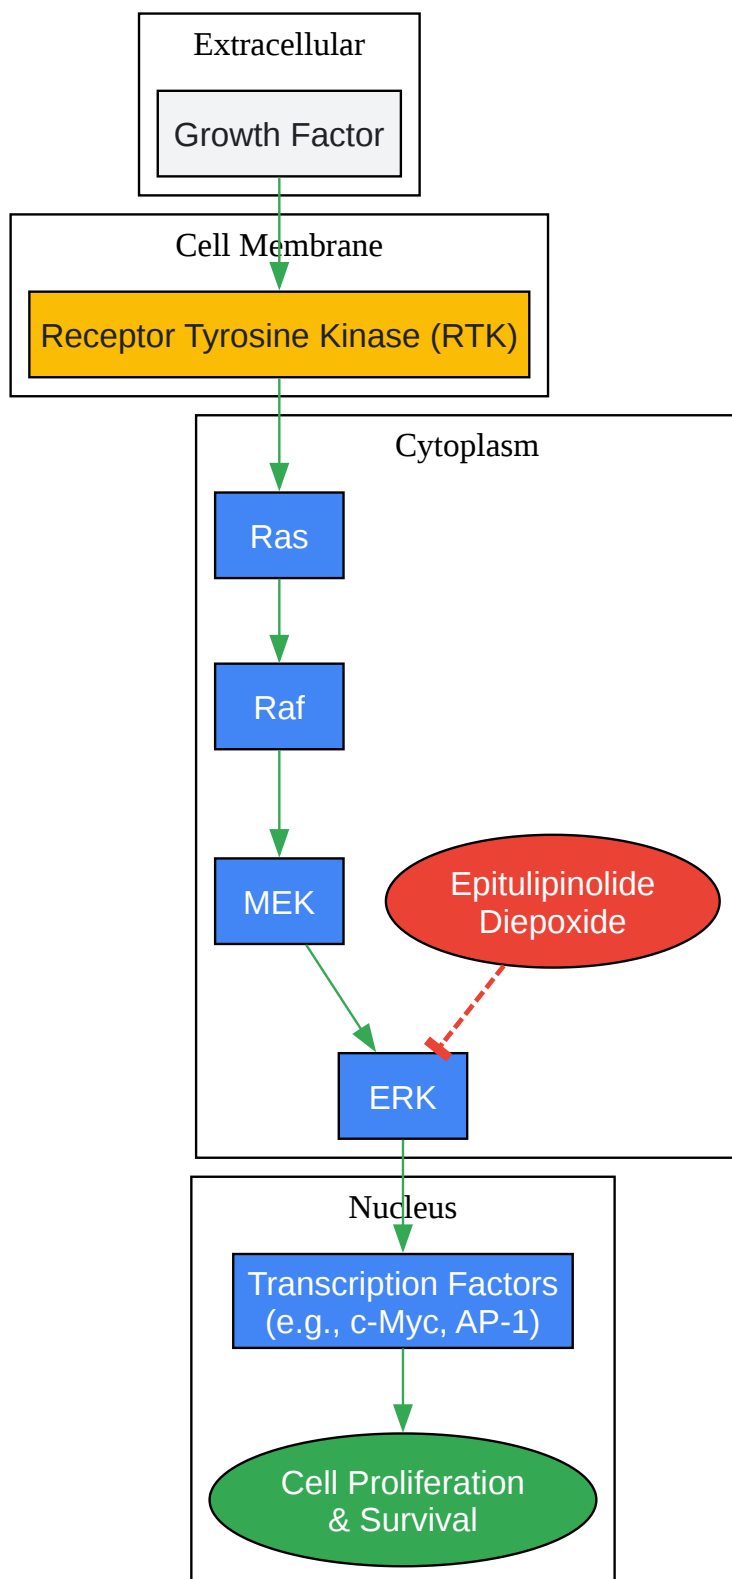 Extracellular
Growth Factor
Cell Membrane
Receptor Tyrosine Kinase (RTK)
Cytoplasm
Ras
Raf
MEK
Epitulipinolide
Diepoxide
ERK
Nucleus
Transcription Factors
(e.g., c-Myc, AP-1)
Cell Proliferation
& Survival